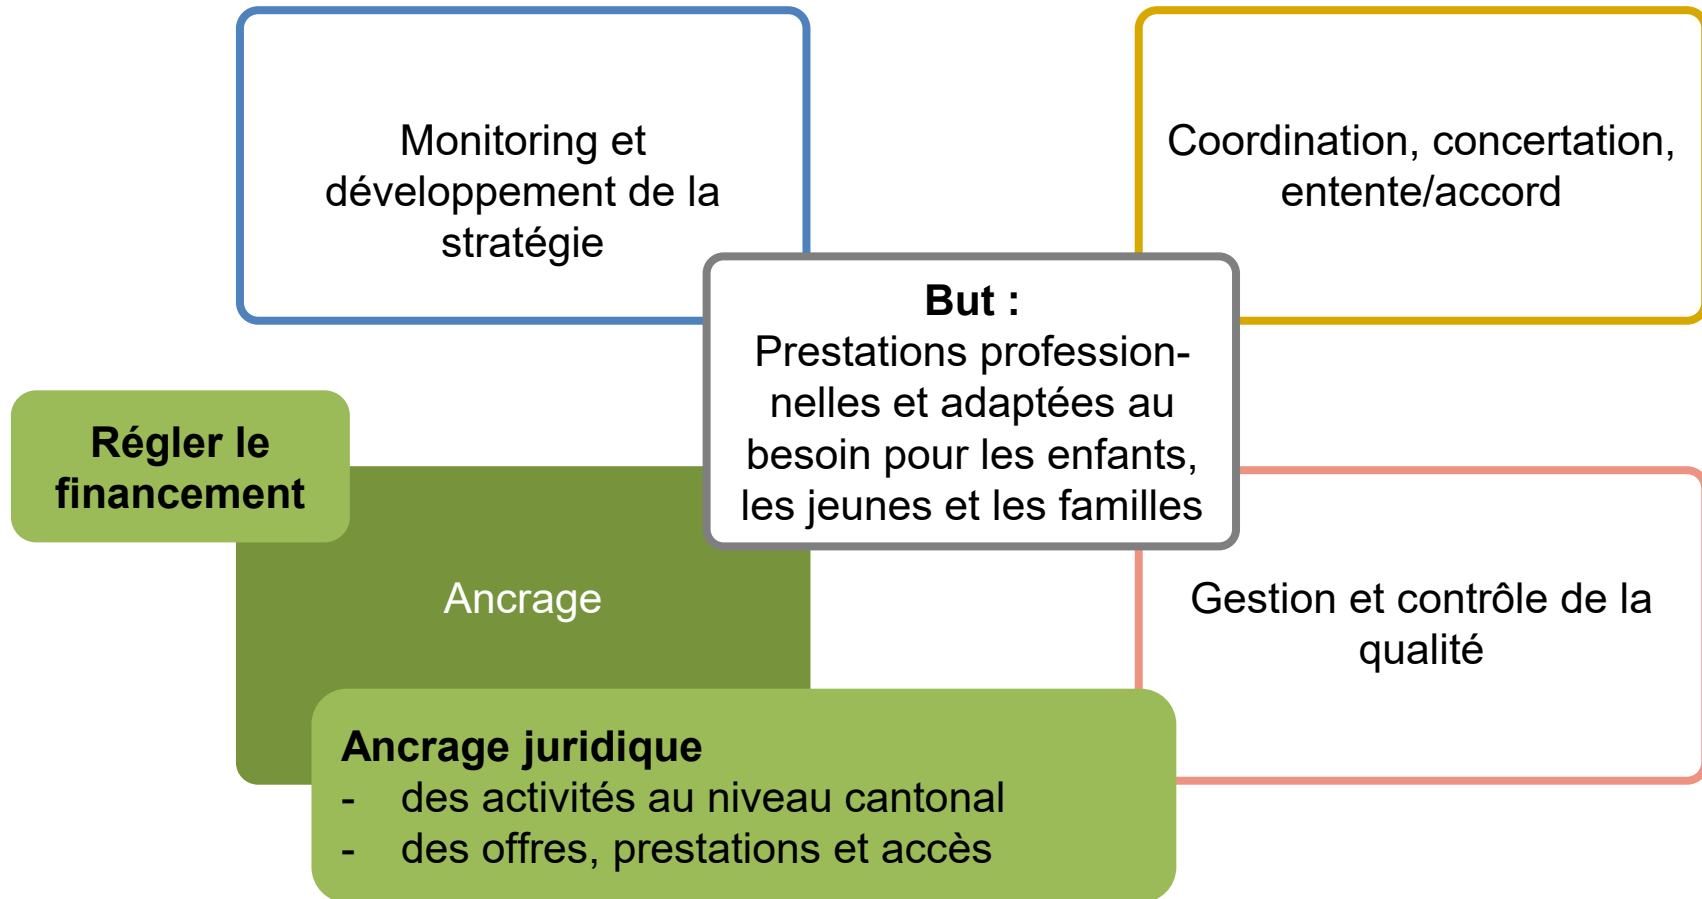 Monitoring et
développement de la
stratégie
Coordination, concertation,
entente/accord
But :
Prestations profession-
nelles et adaptées au
besoin pour les enfants,
les jeunes et les familles
Régler le
financement
Ancrage
Gestion et contrôle de la
qualité
Ancrage juridique
- des activités au niveau cantonal
- des offres, prestations et accès